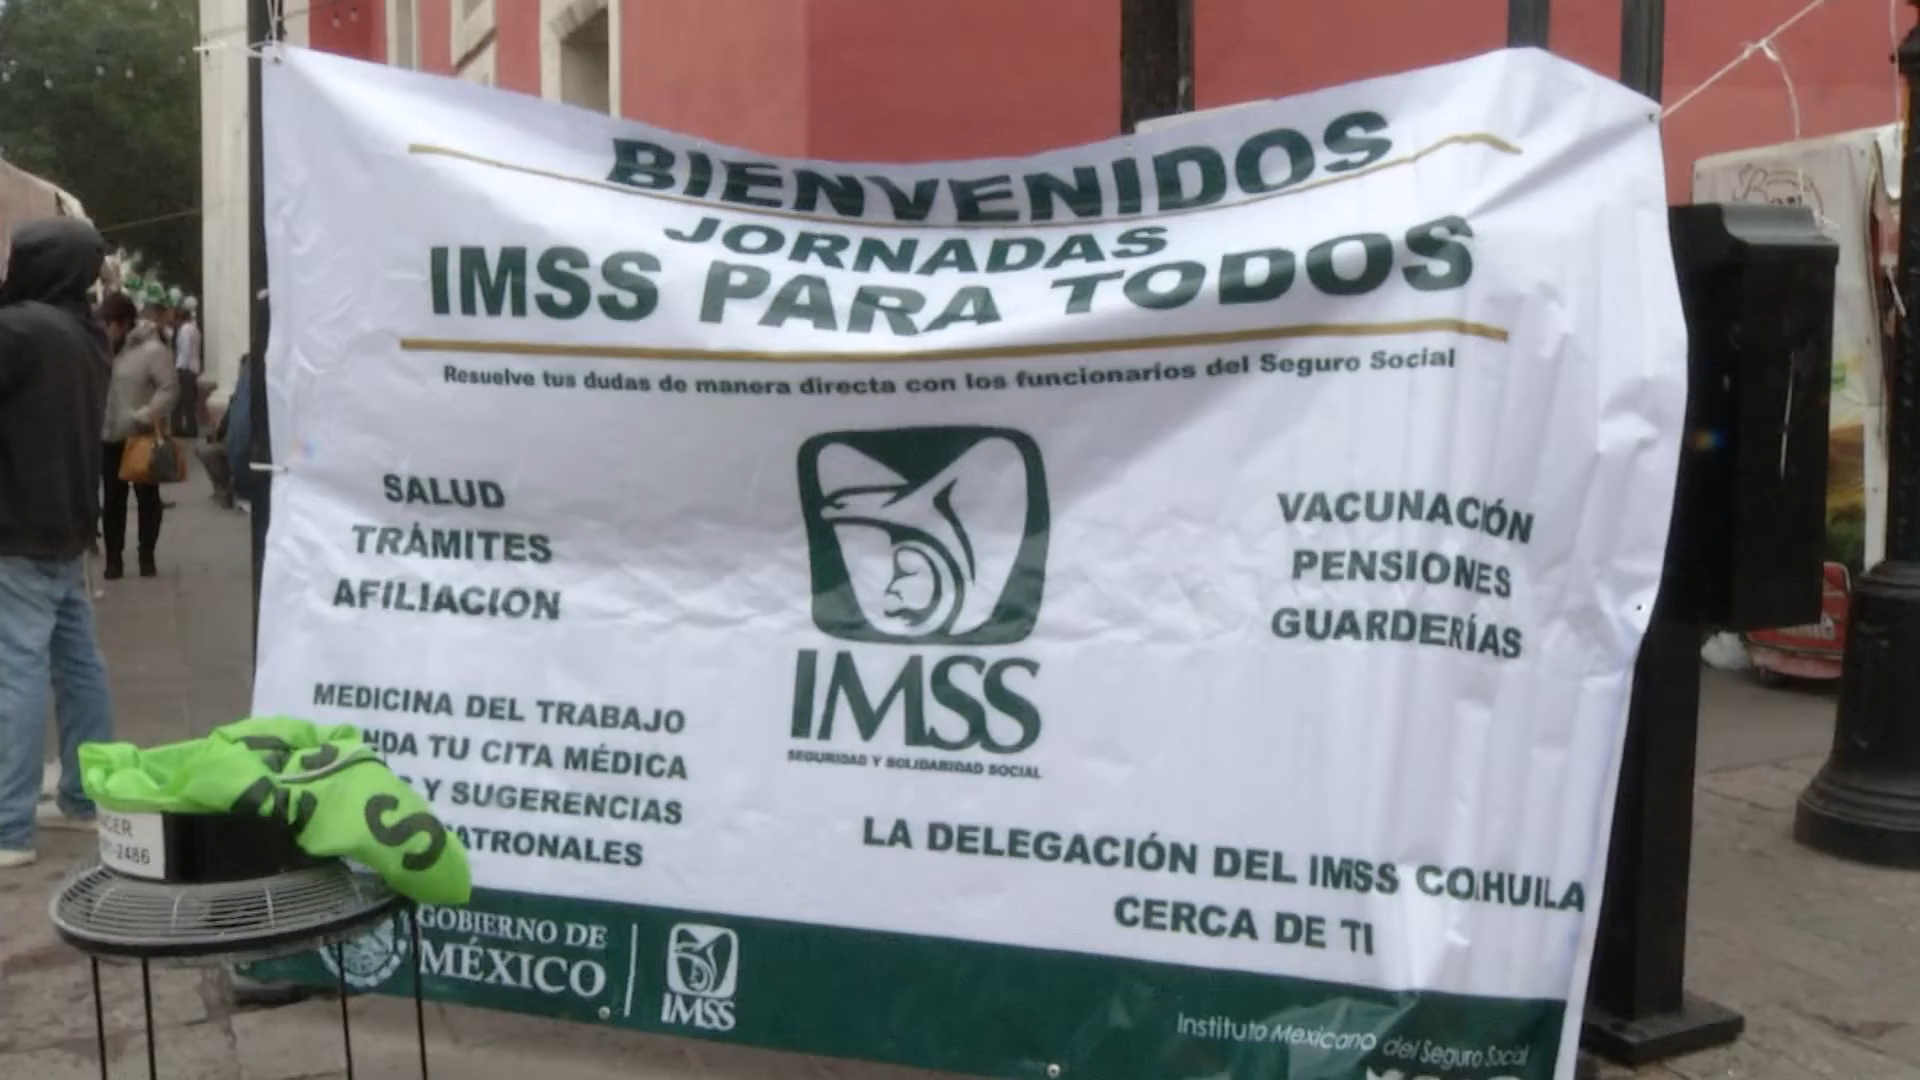 BIENVENIDOS
JORNADAS
IMSS PARA TODOS
Resuelve tus dudas de manera directa con los funcionarios del Seguro Social
SALUD
TRÁMITES
AFILIACION
VACUNACIÓN
PENSIONES
GUARDERÍAS
IMSS
SEGURIDAD Y SOLIDARIDAD SOCIAL
MEDICINA DEL TRABAJO
TU CITA MÉDICA
Y SUGERENCIAS
LA DELEGACIÓN DEL IMSS COAHUILA
CERCA DE TI
GOBIERNO DE
MÉXICO
IMSS
Instituto Mexicano del Seguro Social